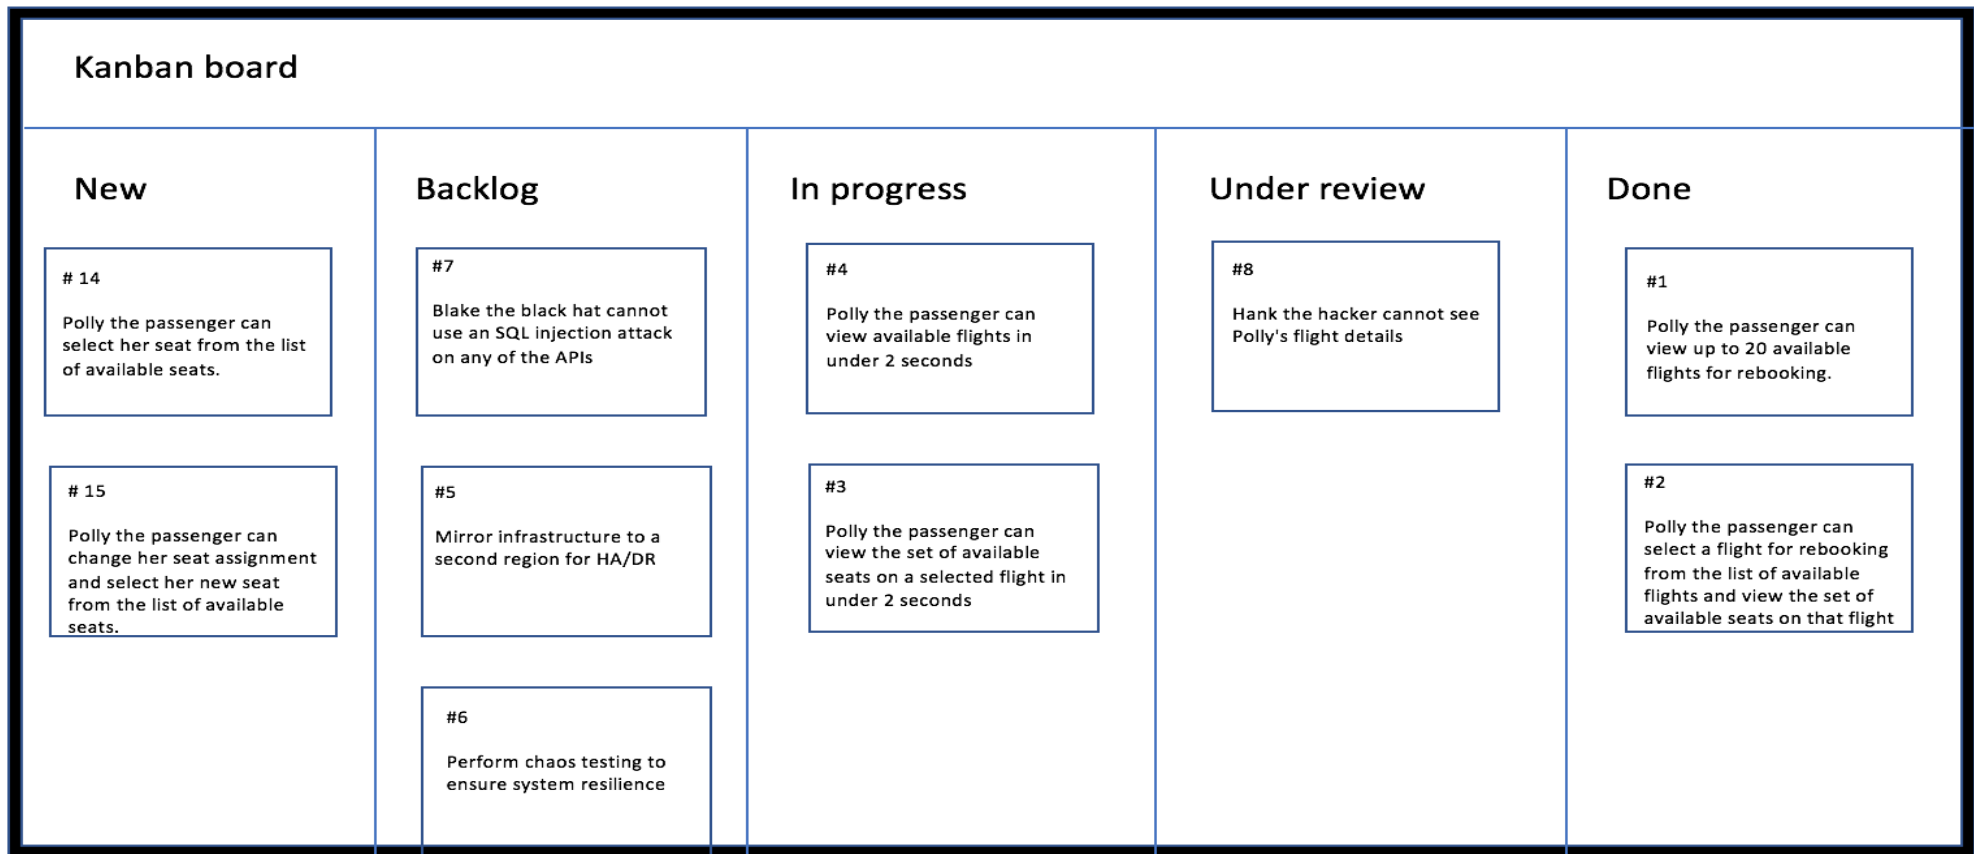 Kanban board
New
# 14
Polly the passenger can
select her seat from the list
of available seats.
# 15
Polly the passenger can
change her seat assignment
and select her new seat
from the list of available
seats.
Backlog
#7
Blake the black hat cannot
use an SQL injection attack
on any of the APIs
#5
Mirror infrastructure to a
second region for HA/DR
#6
Perform chaos testing to
ensure system resilience
In progress
#4
Polly the passenger can
view available flights in
under 2 seconds
#3
Polly the passenger can
view the set of available
seats on a selected flight in
under 2 seconds
Under review
#8
Hank the hacker cannot see
Polly's flight details
Done
#1
Polly the passenger can
view up to 20 available
flights for rebooking.
#2
Polly the passenger can
select a flight for rebooking
from the list of available
flights and view the set of
available seats on that flight